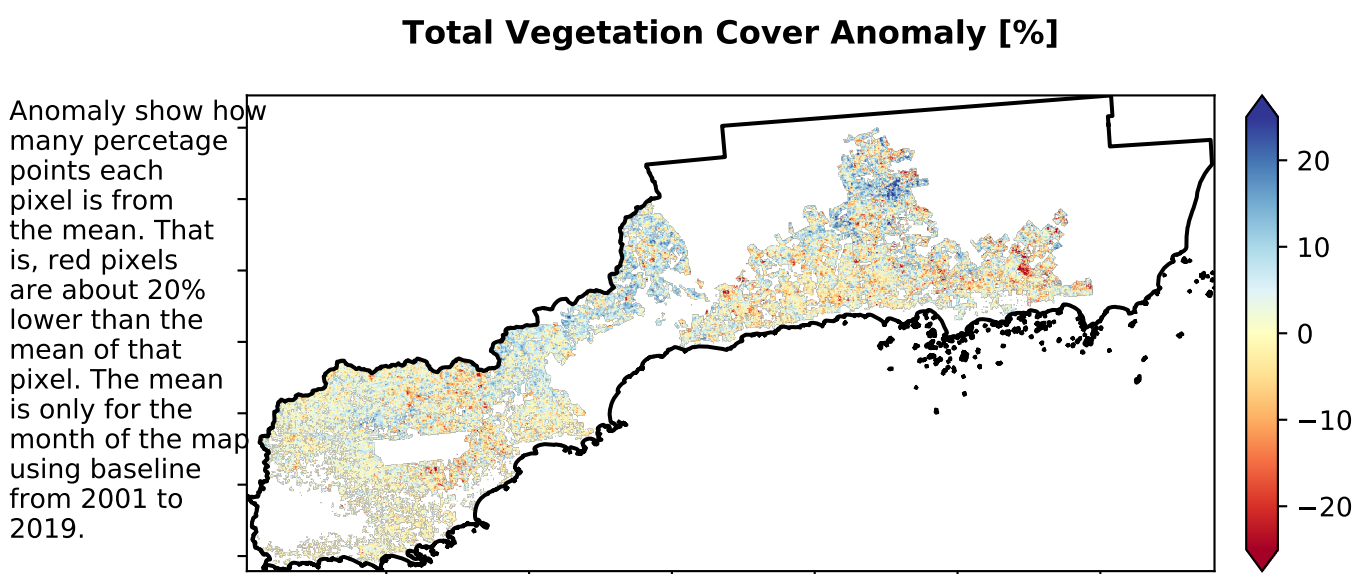 Total Vegetation Cover Anomaly [%]
Anomaly show how
many percetage
points each
pixel is from
the mean. That
is, red pixels
are about 20%
lower than the
mean of that
pixel. The mean
is only for the
month of the map
using baseline
from 2001 to
2019.
20
10
0
−10
−20